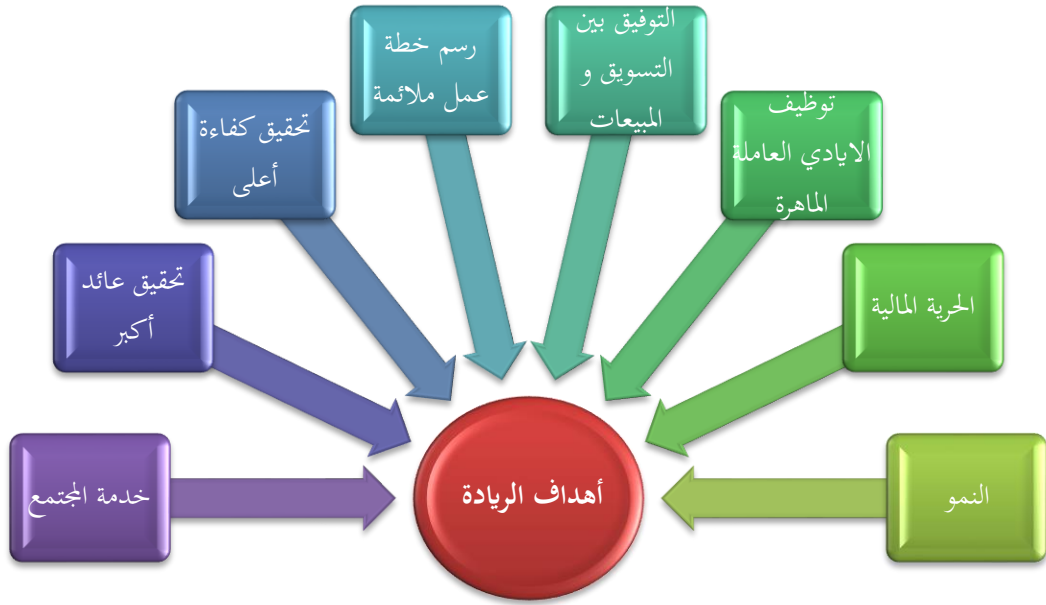 النمو
الحرية المالية
توظيف
الايادي العاملة
الماهرة
التوفيق بين
التسويق و
المبيعات
رسم خطة
عمل ملائمة
تحقيق كفاءة
أعلى
تحقيق عائد
أكبر
خدمة المجتمع
أهداف الريادة